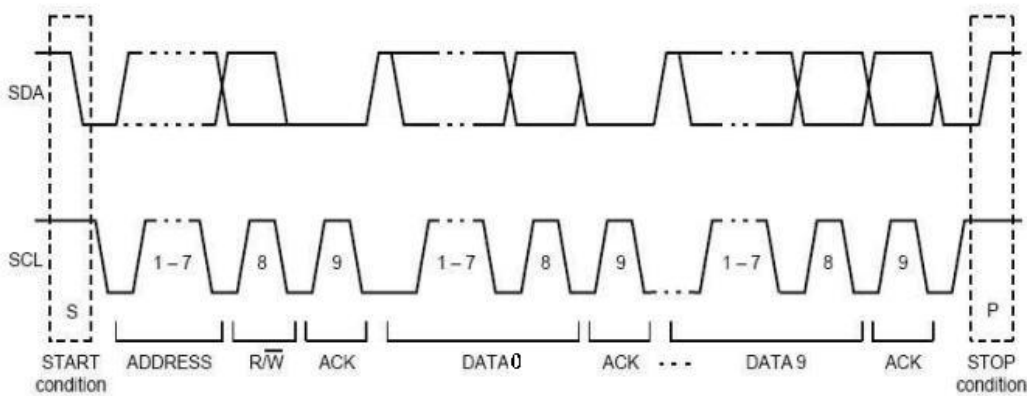 SDA
SCL
1 – 7 8 9 1 – 7 8 9 1 – 7 8 9
S P
START ADDRESS R/W̅ ACK DATA 0 ACK DATA 9 ACK STOP
condition condition